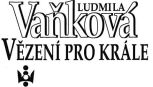 LUDMILA
Vaňková
VĚZENÍ PRO KRÁLE